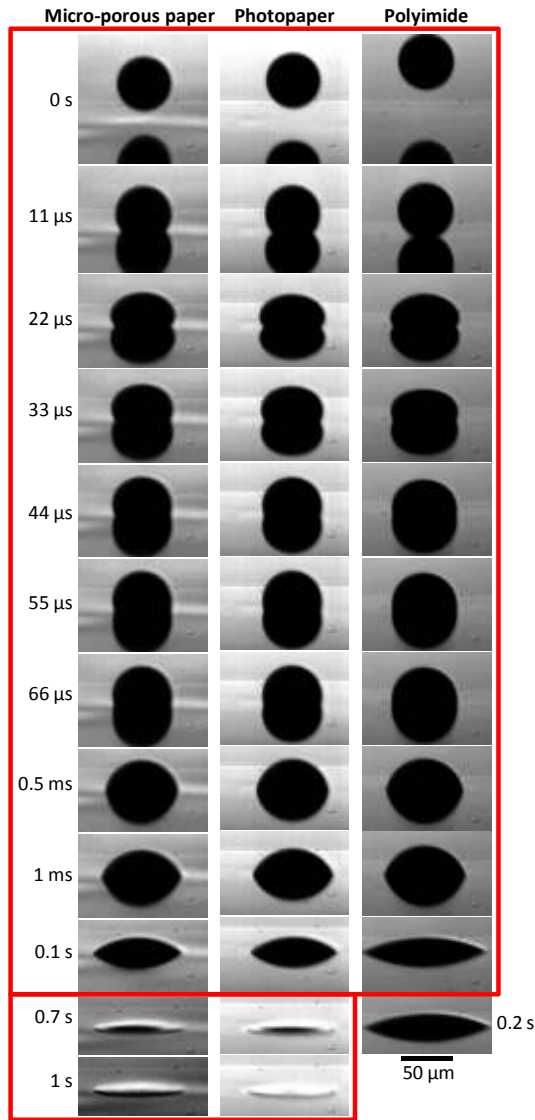 Micro-porous paper Photopaper Polyimide
0 s
11 µs
22 µs
33 µs
44 µs
55 µs
66 µs
0.5 ms
1 ms
0.1 s
0.7 s
0.2 s
1 s
50 µm